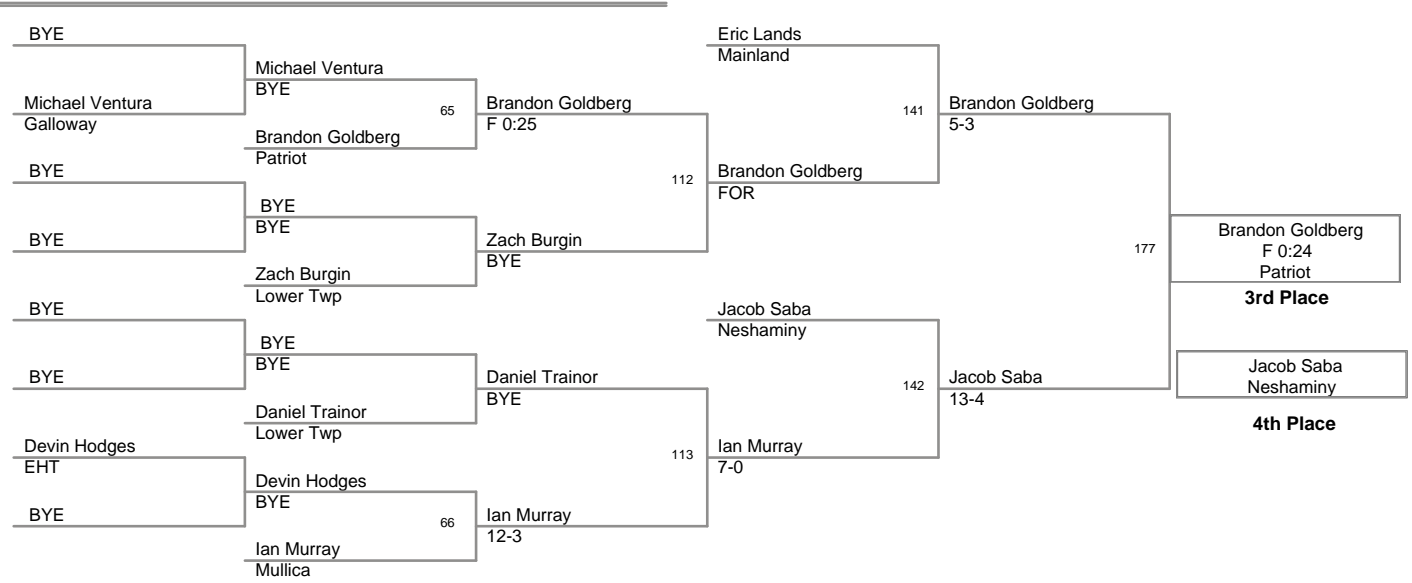 BYE
Michael Ventura
Galloway
BYE
BYE
BYE
BYE
Devin Hodges
EHT
BYE
Michael Ventura
BYE
65
Brandon Goldberg
Patriot
BYE
BYE
Zach Burgin
Lower Twp
BYE
BYE
Daniel Trainor
Lower Twp
Devin Hodges
BYE
66
Ian Murray
Mullica
Brandon Goldberg
F 0:25
112
Zach Burgin
BYE
Daniel Trainor
BYE
113
Ian Murray
12-3
Eric Lands
Mainland
141
Brandon Goldberg
FOR
Jacob Saba
Neshaminy
142
Ian Murray
7-0
Brandon Goldberg
5-3
177
Jacob Saba
13-4
Brandon Goldberg
F 0:24
Patriot
3rd Place
Jacob Saba
Neshaminy
4th Place